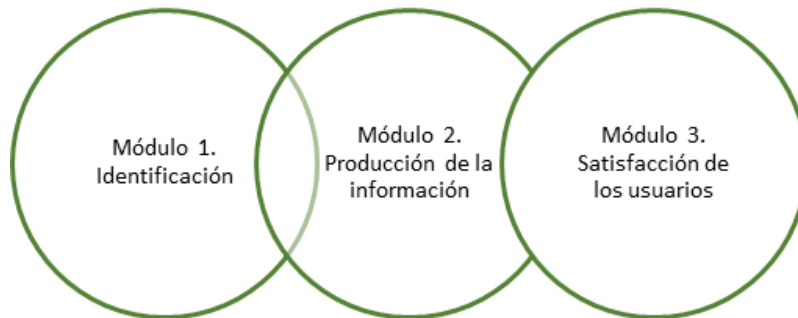 Módulo 1.
Identificación
Módulo 2.
Producción de la
información
Módulo 3.
Satisfacción de
los usuarios